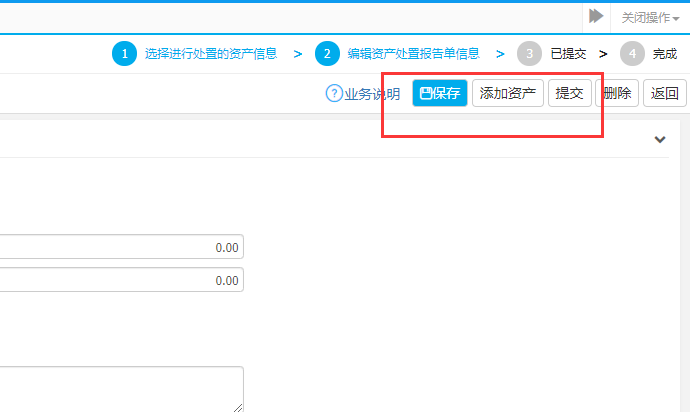 关闭操作
1 选择进行处置的资产信息 > 2 编辑资产处置报告单信息 > 3 已提交 > 4 完成
?业务说明 保存 添加资产 提交 删除 返回
0.00
0.00